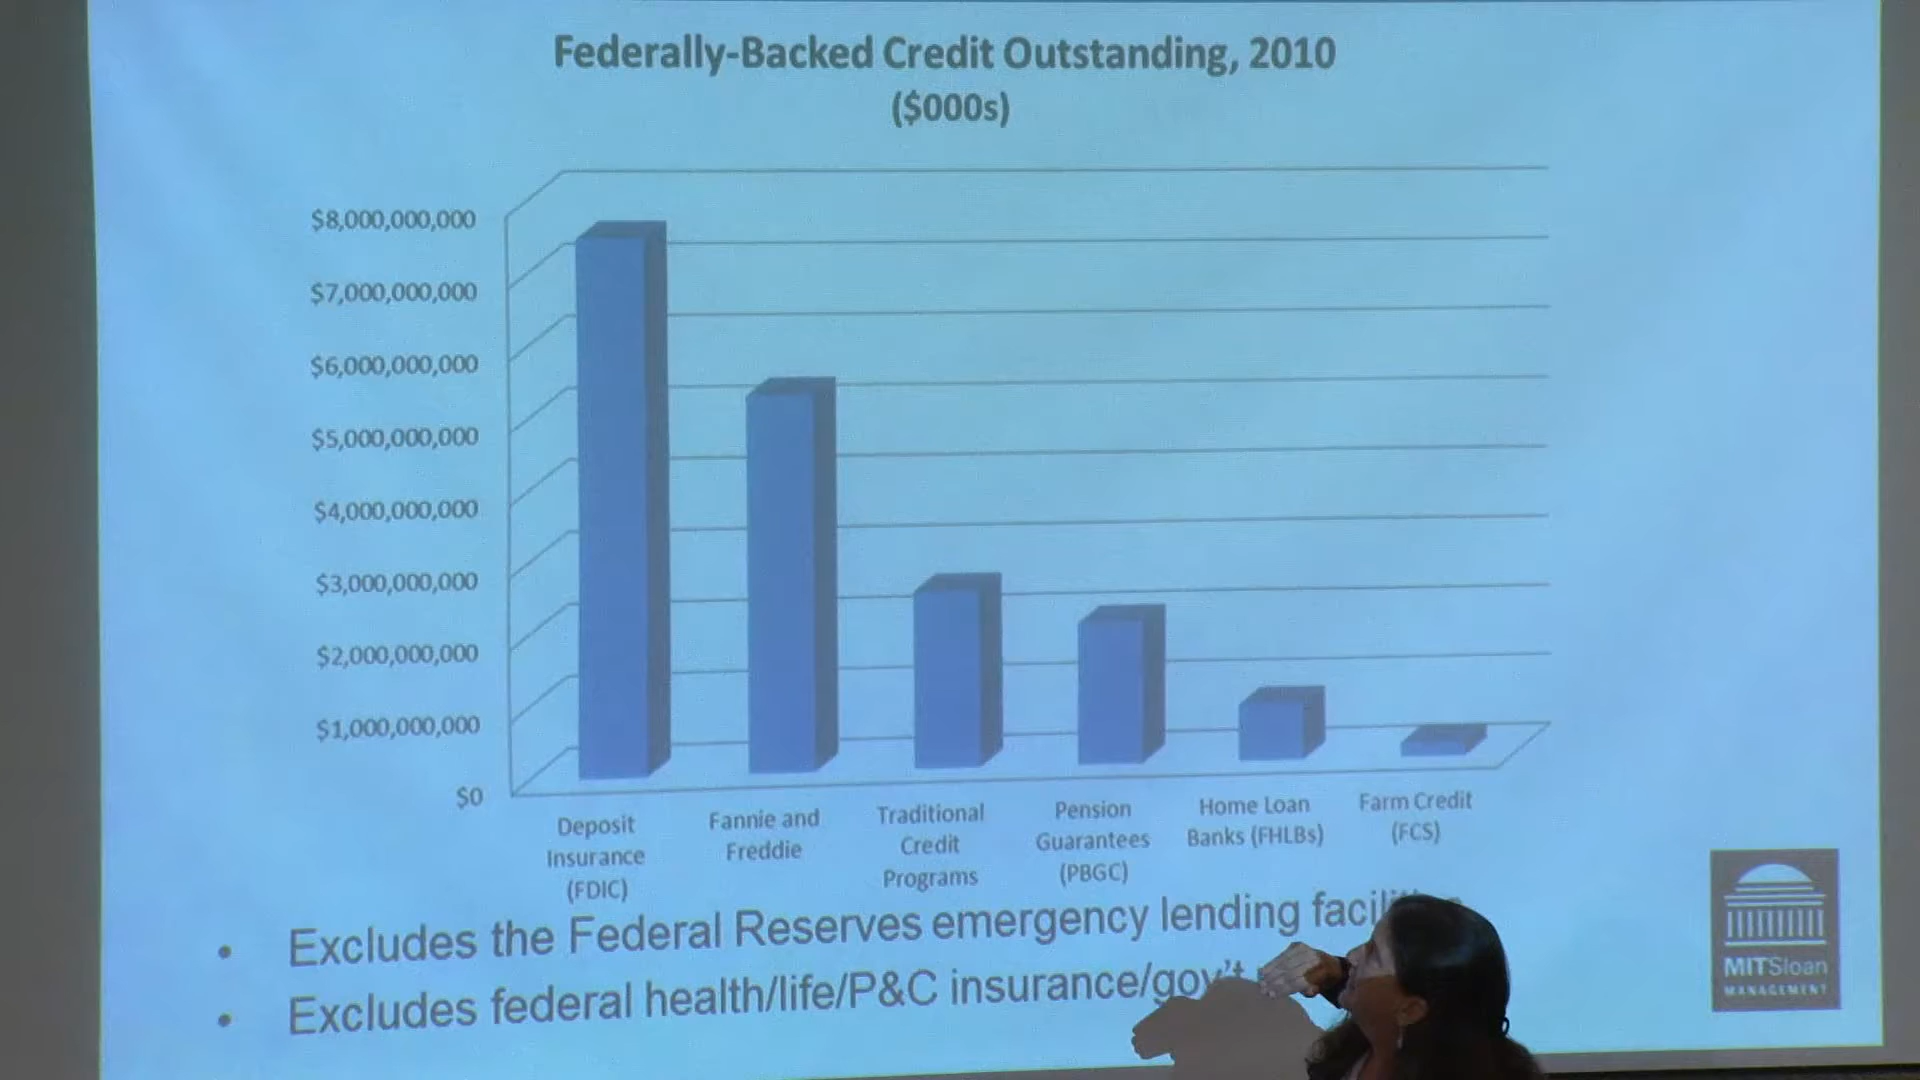 Federally-Backed Credit Outstanding, 2010
($000s)
$8,000,000,000
$7,000,000,000
$6,000,000,000
$5,000,000,000
$4,000,000,000
$3,000,000,000
$2,000,000,000
$1,000,000,000
$0
Deposit
Insurance
(FDIC)
Fannie and
Freddie
Traditional
Credit
Programs
Pension
Guarantees
(PBGC)
Home Loan
Banks (FHLBs)
Farm Credit
(FCS)
• Excludes the Federal Reserves emergency lending
• Excludes federal health/life/P&C insurance/gov't
MITSloan
MANAGEMENT